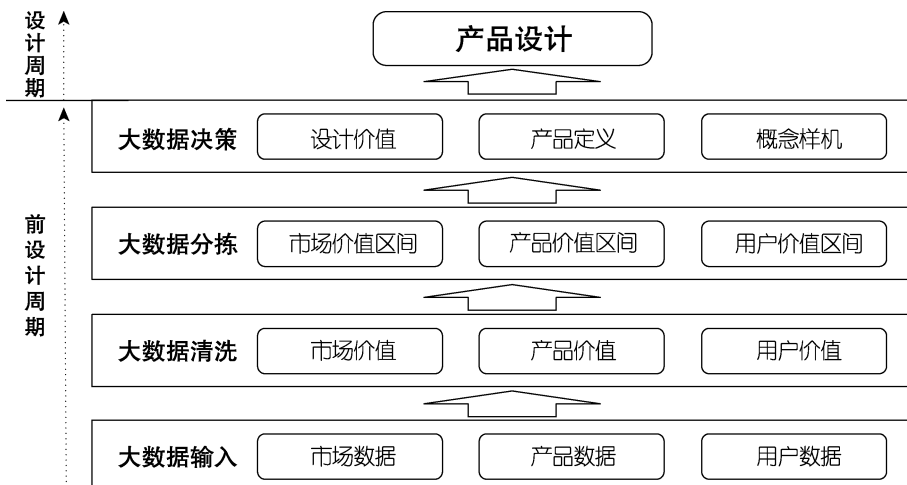 设计周期
产品设计
大数据决策 设计价值 产品定义 概念样机
前设计周期
大数据分拣 市场价值区间 产品价值区间 用户价值区间
大数据清洗 市场价值 产品价值 用户价值
大数据输入 市场数据 产品数据 用户数据